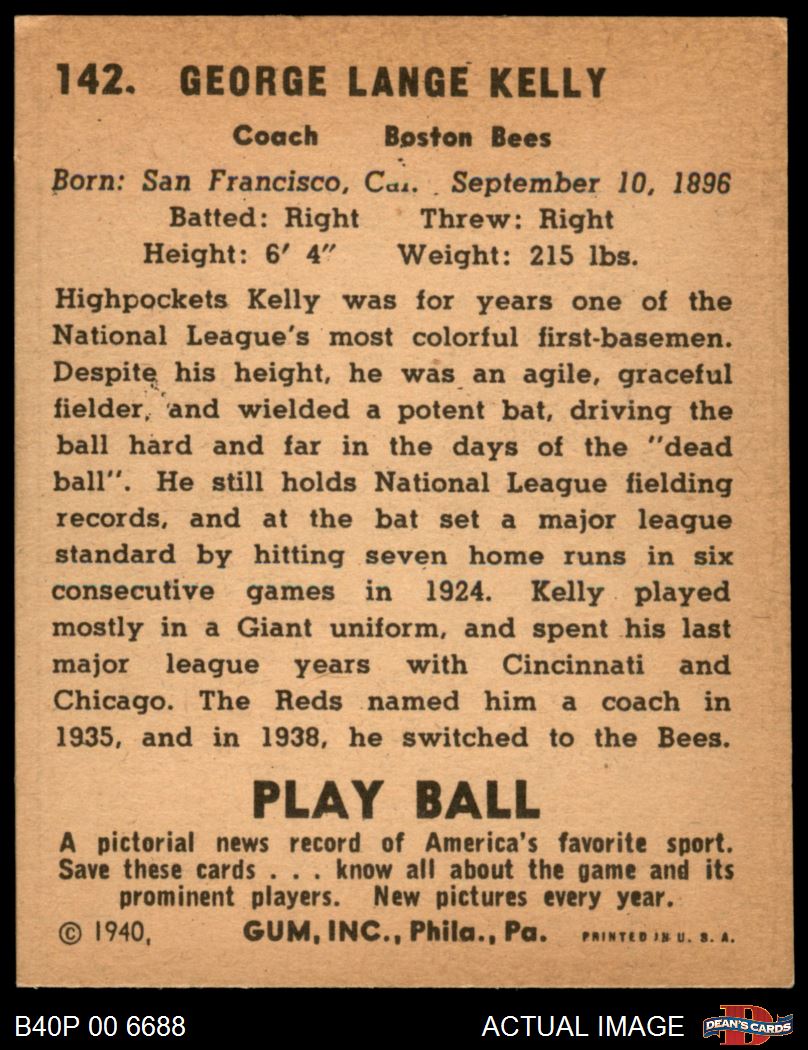 142. GEORGE LANGE KELLY
Coach Boston Bees
Born: San Francisco, Cal. September 10, 1896
Batted: Right Threw: Right
Height: 6' 4" Weight: 215 lbs.
Highpockets Kelly was for years one of the
National League's most colorful first-basemen.
Despite his height, he was an agile, graceful
fielder, and wielded a potent bat, driving the
ball hard and far in the days of the "dead
ball". He still holds National League fielding
records, and at the bat set a major league
standard by hitting seven home runs in six
consecutive games in 1924. Kelly played
mostly in a Giant uniform, and spent his last
major league years with Cincinnati and
Chicago. The Reds named him a coach in
1935, and in 1938, he switched to the Bees.
PLAY BALL
A pictorial news record of America's favorite sport.
Save these cards . . . know all about the game and its
prominent players. New pictures every year.
© 1940, GUM, INC., Phila., Pa. PRINTED IN U. S. A.
B40P 00 6688 ACTUAL IMAGE D DEAN'S CARDS